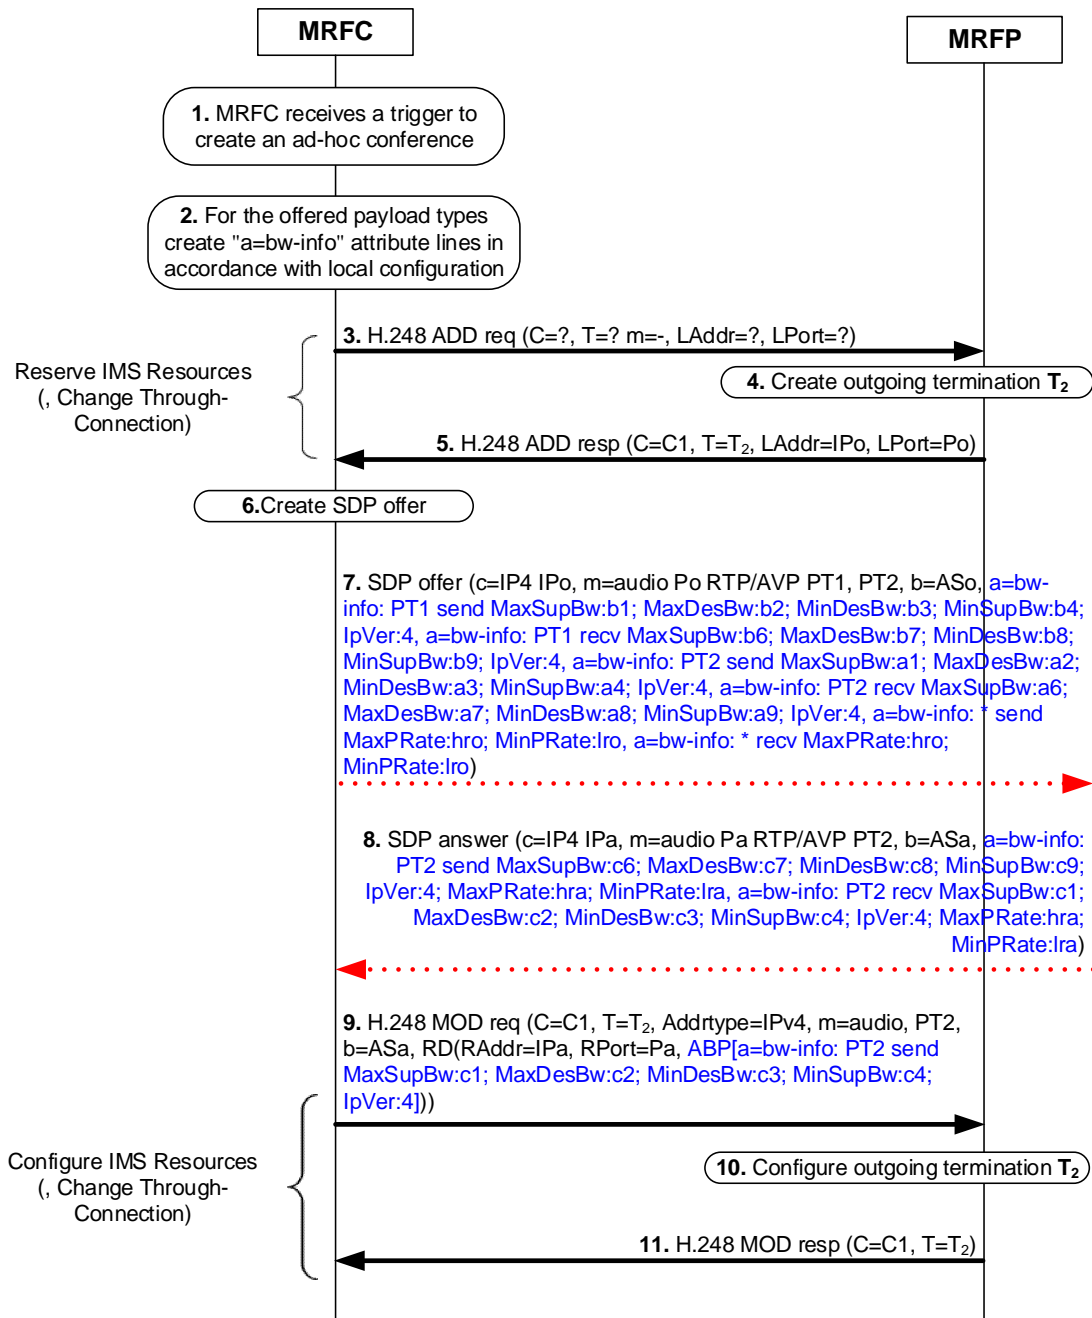 MRFC
MRFP
1. MRFC receives a trigger to
create an ad-hoc conference
2. For the offered payload types
create "a=bw-info" attribute lines in
accordance with local configuration
3. H.248 ADD req (C=?, T=? m=-, LAddr=?, LPort=?)
Reserve IMS Resources
(, Change Through-
Connection)
4. Create outgoing termination T2
5. H.248 ADD resp (C=C1, T=T2, LAddr=IPo, LPort=Po)
6.Create SDP offer
7. SDP offer (c=IP4 IPo, m=audio Po RTP/AVP PT1, PT2, b=ASo, a=bw-
info: PT1 send MaxSupBw:b1; MaxDesBw:b2; MinDesBw:b3; MinSupBw:b4;
IpVer:4, a=bw-info: PT1 recv MaxSupBw:b6; MaxDesBw:b7; MinDesBw:b8;
MinSupBw:b9; IpVer:4, a=bw-info: PT2 send MaxSupBw:a1; MaxDesBw:a2;
MinDesBw:a3; MinSupBw:a4; IpVer:4, a=bw-info: PT2 recv MaxSupBw:a6;
MaxDesBw:a7; MinDesBw:a8; MinSupBw:a9; IpVer:4, a=bw-info: * send
MaxPRate:hro; MinPRate:lro, a=bw-info: * recv MaxPRate:hro;
MinPRate:lro)
8. SDP answer (c=IP4 IPa, m=audio Pa RTP/AVP PT2, b=ASa, a=bw-info:
PT2 send MaxSupBw:c6; MaxDesBw:c7; MinDesBw:c8; MinSupBw:c9;
IpVer:4; MaxPRate:hra; MinPRate:lra, a=bw-info: PT2 recv MaxSupBw:c1;
MaxDesBw:c2; MinDesBw:c3; MinSupBw:c4; IpVer:4; MaxPRate:hra;
MinPRate:lra)
9. H.248 MOD req (C=C1, T=T2, Addrtype=IPv4, m=audio, PT2,
b=ASa, RD(RAddr=IPa, RPort=Pa, ABP[a=bw-info: PT2 send
MaxSupBw:c1; MaxDesBw:c2; MinDesBw:c3; MinSupBw:c4;
IpVer:4]))
Configure IMS Resources
(, Change Through-
Connection)
10. Configure outgoing termination T2
11. H.248 MOD resp (C=C1, T=T2)